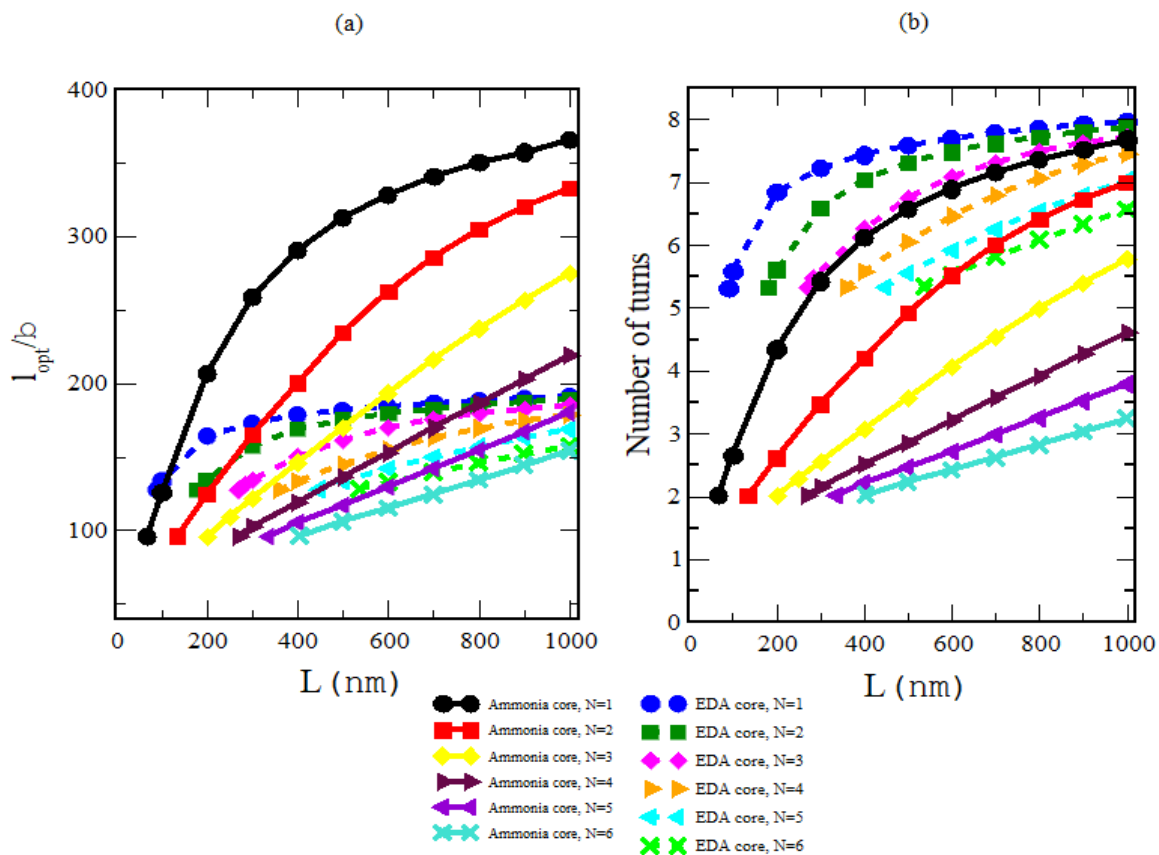 (a) (b)
400
300
200
100
l_opt/b
0 200 400 600 800 1000
L (nm)
8
7
6
5
4
3
2
1
0
Number of turns
0 200 400 600 800 1000
L (nm)
Ammonia core, N=1
Ammonia core, N=2
Ammonia core, N=3
Ammonia core, N=4
Ammonia core, N=5
Ammonia core, N=6
EDA core, N=1
EDA core, N=2
EDA core, N=3
EDA core, N=4
EDA core, N=5
EDA core, N=6